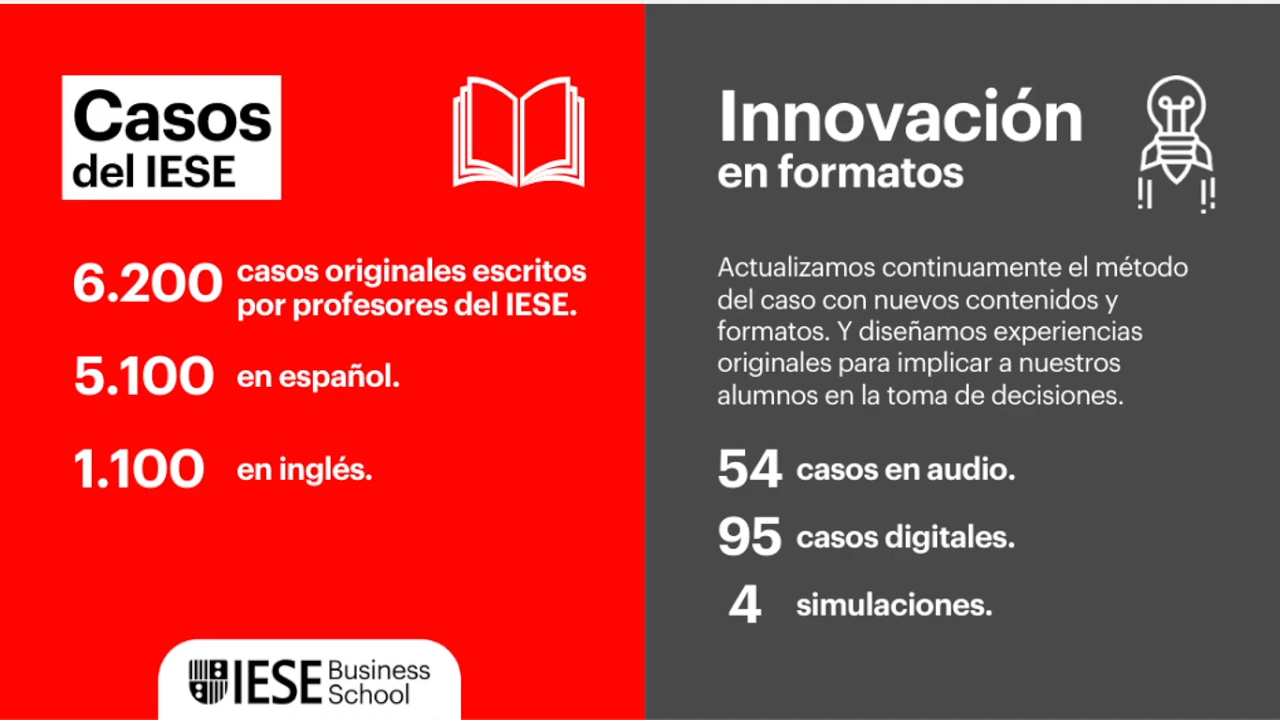 Casos
del IESE
6.200 casos originales escritos
por profesores del IESE.
5.100 en español.
1.100 en inglés.
IESE Business
School
Innovación
en formatos
Actualizamos continuamente el método
del caso con nuevos contenidos y
formatos. Y diseñamos experiencias
originales para implicar a nuestros
alumnos en la toma de decisiones.
54 casos en audio.
95 casos digitales.
4 simulaciones.